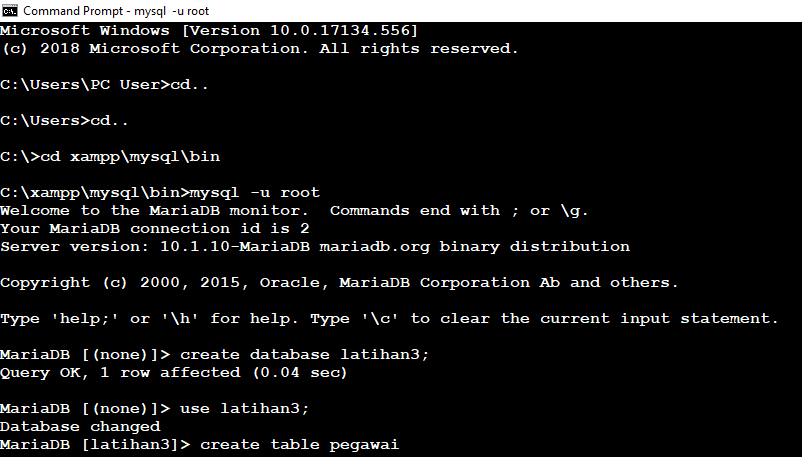 Command Prompt - mysql  -u root
Microsoft Windows [Version 10.0.17134.556]
(c) 2018 Microsoft Corporation. All rights reserved.
C:\Users\PC User>cd..
C:\Users>cd..
C:\>cd xampp\mysql\bin
C:\xampp\mysql\bin>mysql -u root
Welcome to the MariaDB monitor.  Commands end with ; or \g.
Your MariaDB connection id is 2
Server version: 10.1.10-MariaDB mariadb.org binary distribution
Copyright (c) 2000, 2015, Oracle, MariaDB Corporation Ab and others.
Type 'help;' or '\h' for help. Type '\c' to clear the current input statement.
MariaDB [(none)]> create database latihan3;
Query OK, 1 row affected (0.04 sec)
MariaDB [(none)]> use latihan3;
Database changed
MariaDB [latihan3]> create table pegawai